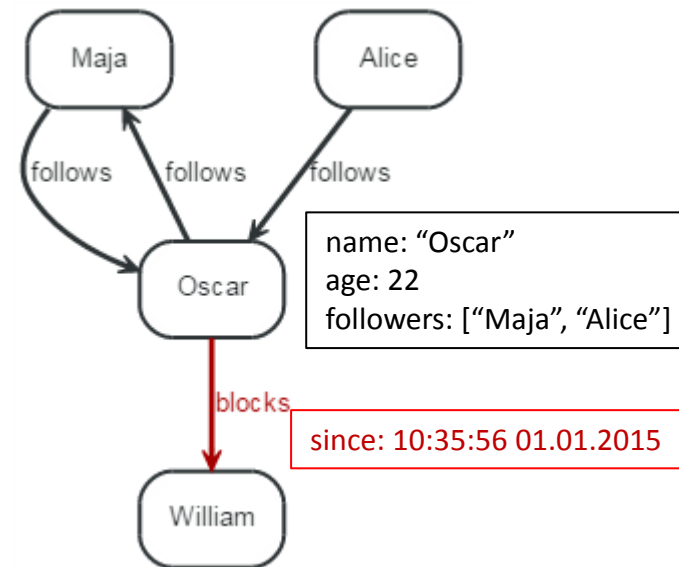 Maja
Alice
follows
follows
follows
name: “Oscar”
age: 22
followers: [“Maja”, “Alice”]
Oscar
blocks
since: 10:35:56 01.01.2015
William